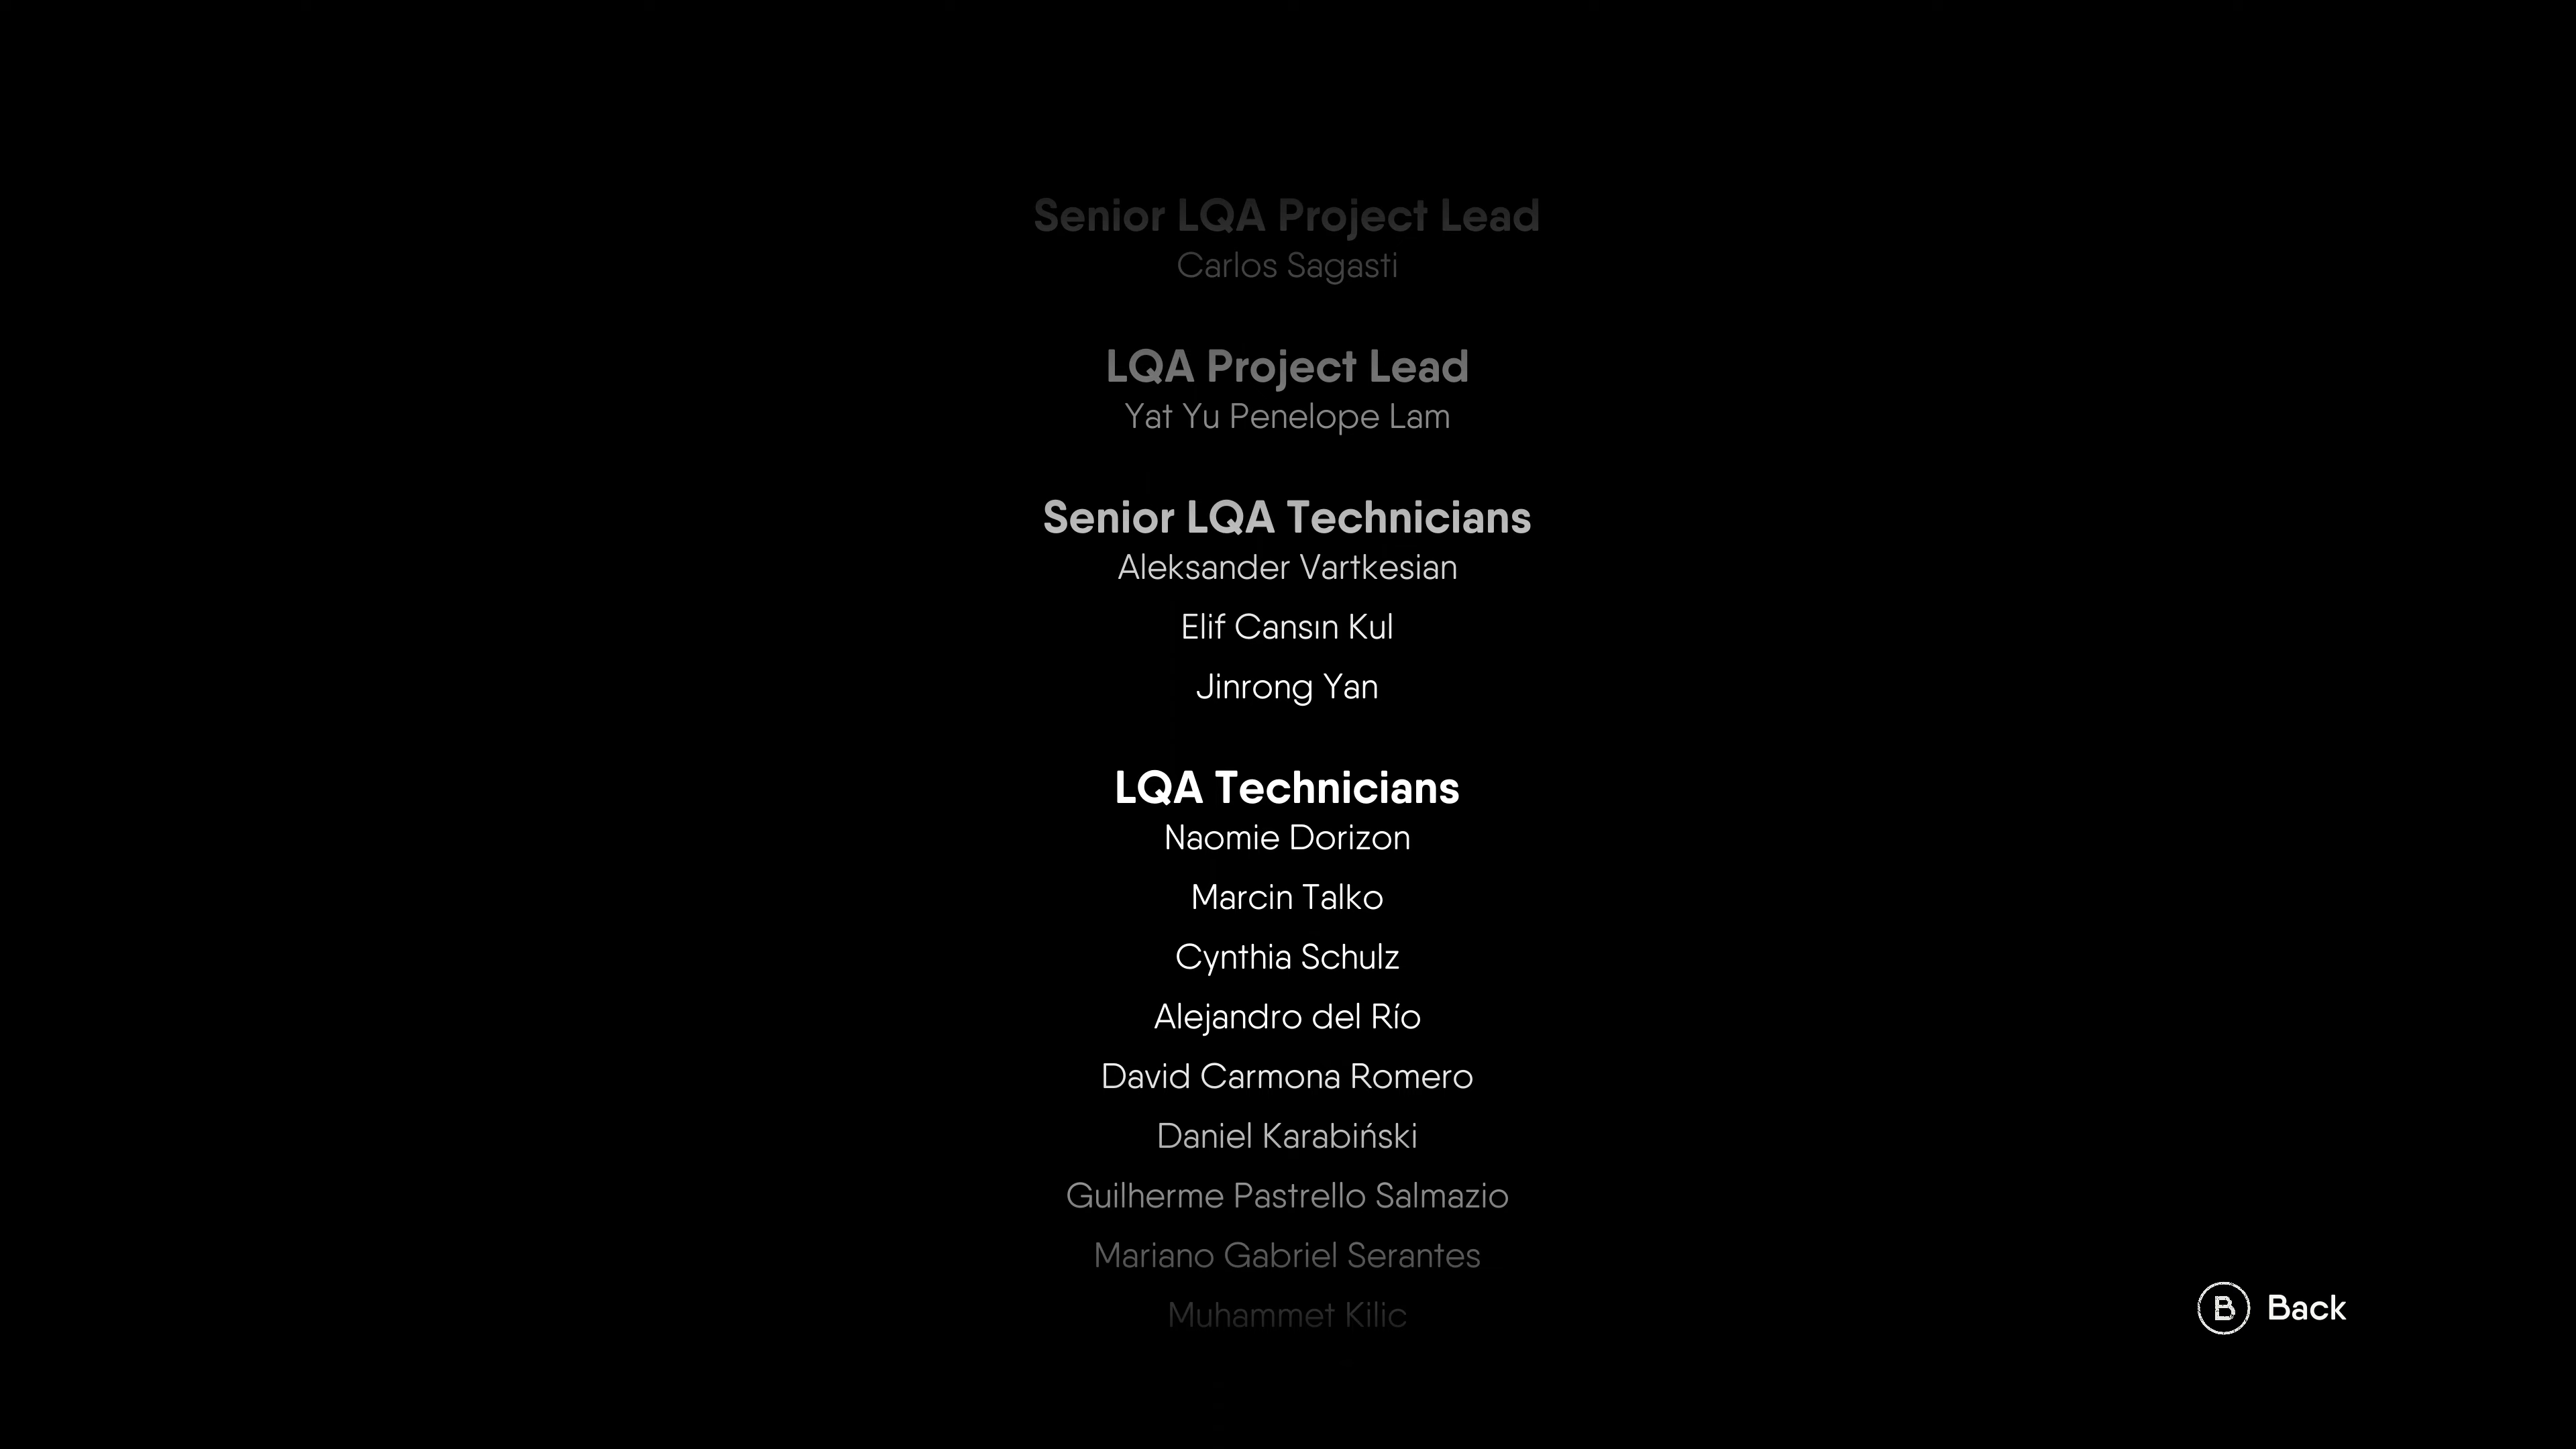 Senior LQA Project Lead
Carlos Sagasti
LQA Project Lead
Yat Yu Penelope Lam
Senior LQA Technicians
Aleksander Vartkesian
Elif Cansın Kul
Jinrong Yan
LQA Technicians
Naomie Dorizon
Marcin Talko
Cynthia Schulz
Alejandro del Río
David Carmona Romero
Daniel Karabiński
Guilherme Pastrello Salmazio
Mariano Gabriel Serantes
Muhammet Kilic
B Back